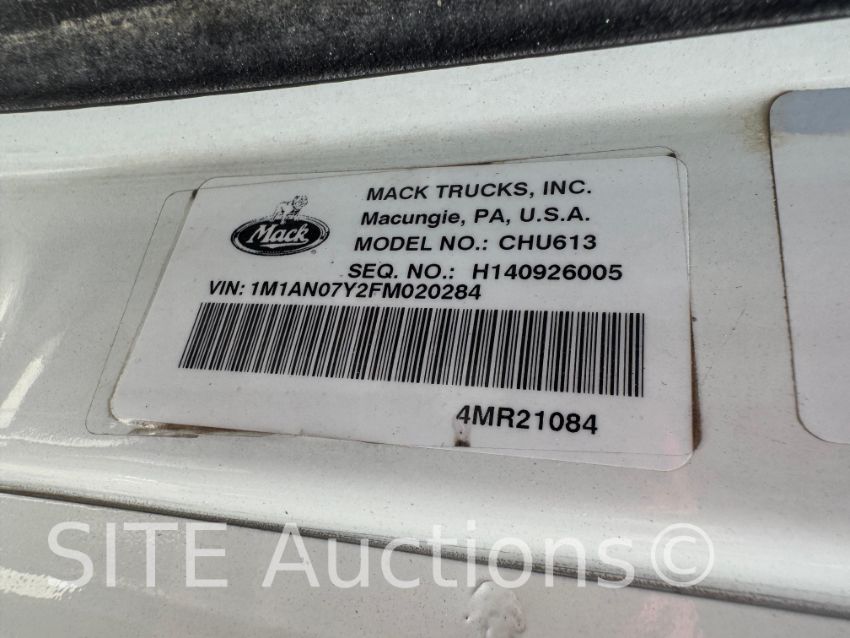 MACK TRUCKS, INC.
Macungie, PA, U.S.A.
Mack
MODEL NO.: CHU613
SEQ. NO.: H140926005
VIN: 1M1AN07Y2FM020284
4MR21084
SITE Auctions©